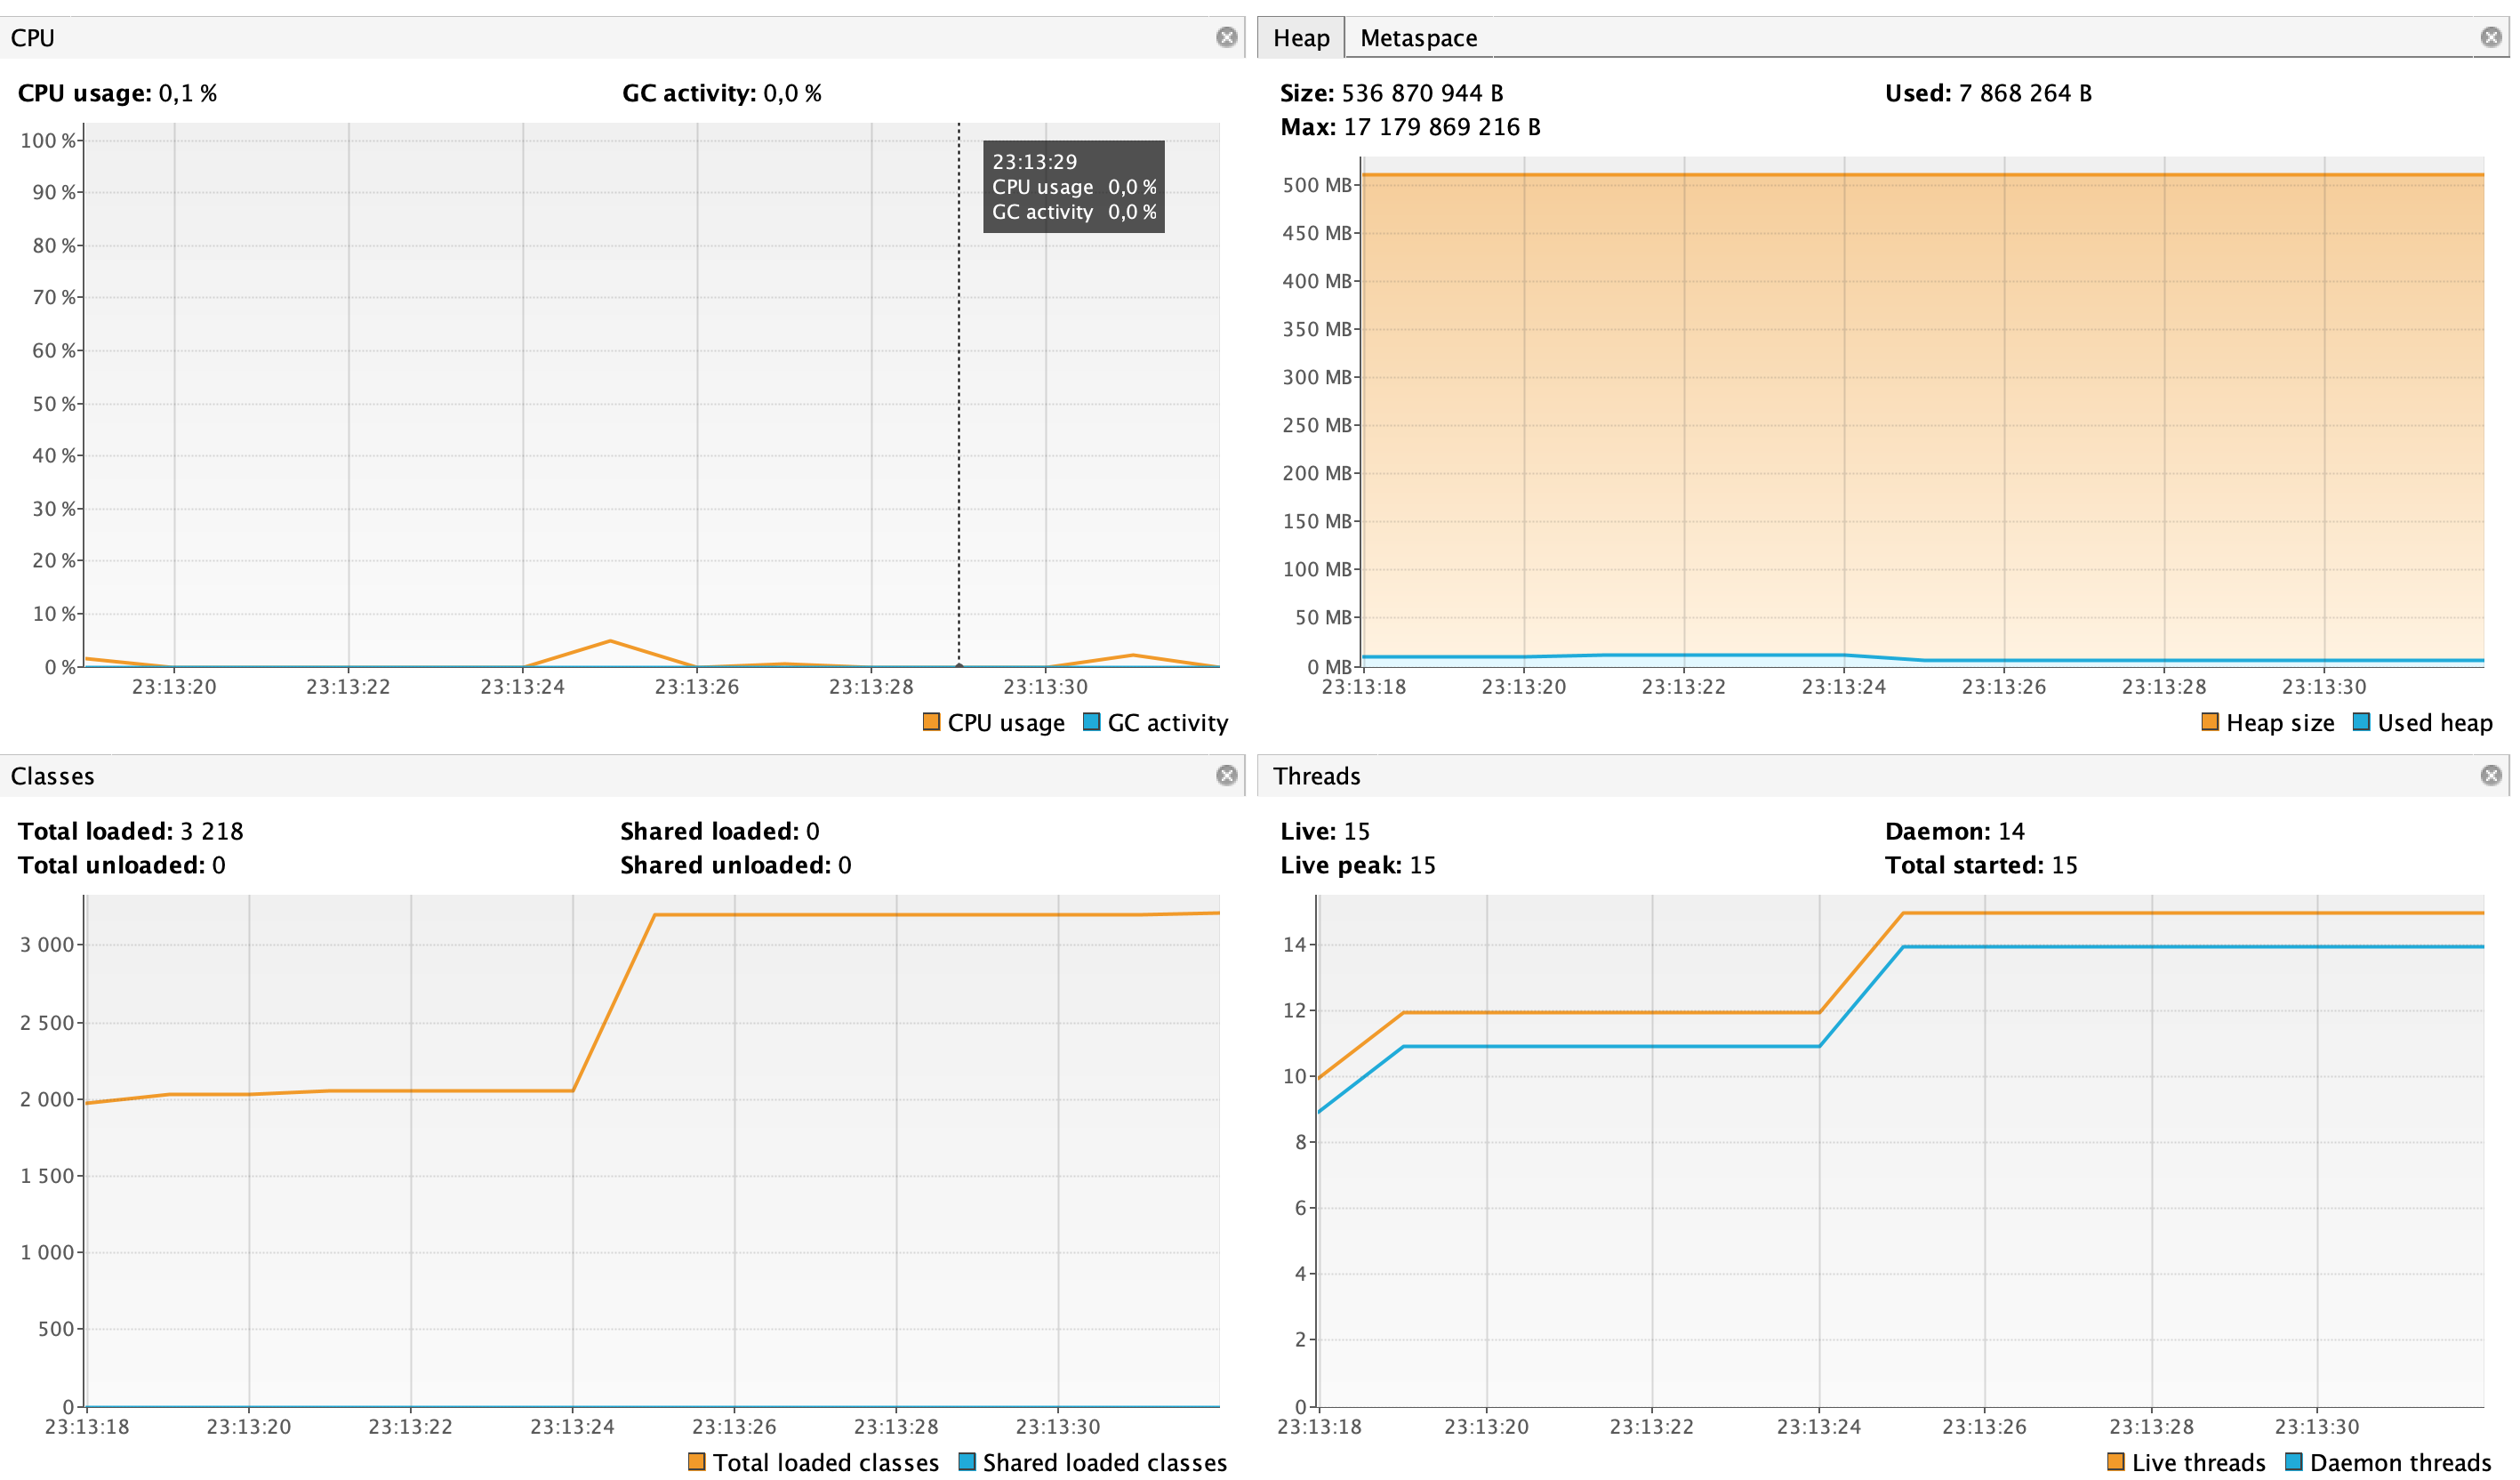 CPU
CPU usage: 0,1 %
GC activity: 0,0 %
100 %
90 %
80 %
70 %
60 %
50 %
40 %
30 %
20 %
10 %
0 %
23:13:29
CPU usage 0,0 %
GC activity 0,0 %
23:13:20 23:13:22 23:13:24 23:13:26 23:13:28 23:13:30
CPU usage GC activity
Heap Metaspace
Size: 536 870 944 B
Used: 7 868 264 B
Max: 17 179 869 216 B
500 MB
450 MB
400 MB
350 MB
300 MB
250 MB
200 MB
150 MB
100 MB
50 MB
0 MB
23:13:18 23:13:20 23:13:22 23:13:24 23:13:26 23:13:28 23:13:30
Heap size Used heap
Classes
Total loaded: 3 218
Shared loaded: 0
Total unloaded: 0
Shared unloaded: 0
3 000
2 500
2 000
1 500
1 000
500
0
23:13:18 23:13:20 23:13:22 23:13:24 23:13:26 23:13:28 23:13:30
Total loaded classes Shared loaded classes
Threads
Live: 15
Daemon: 14
Live peak: 15
Total started: 15
14
12
10
8
6
4
2
0
23:13:18 23:13:20 23:13:22 23:13:24 23:13:26 23:13:28 23:13:30
Live threads Daemon threads